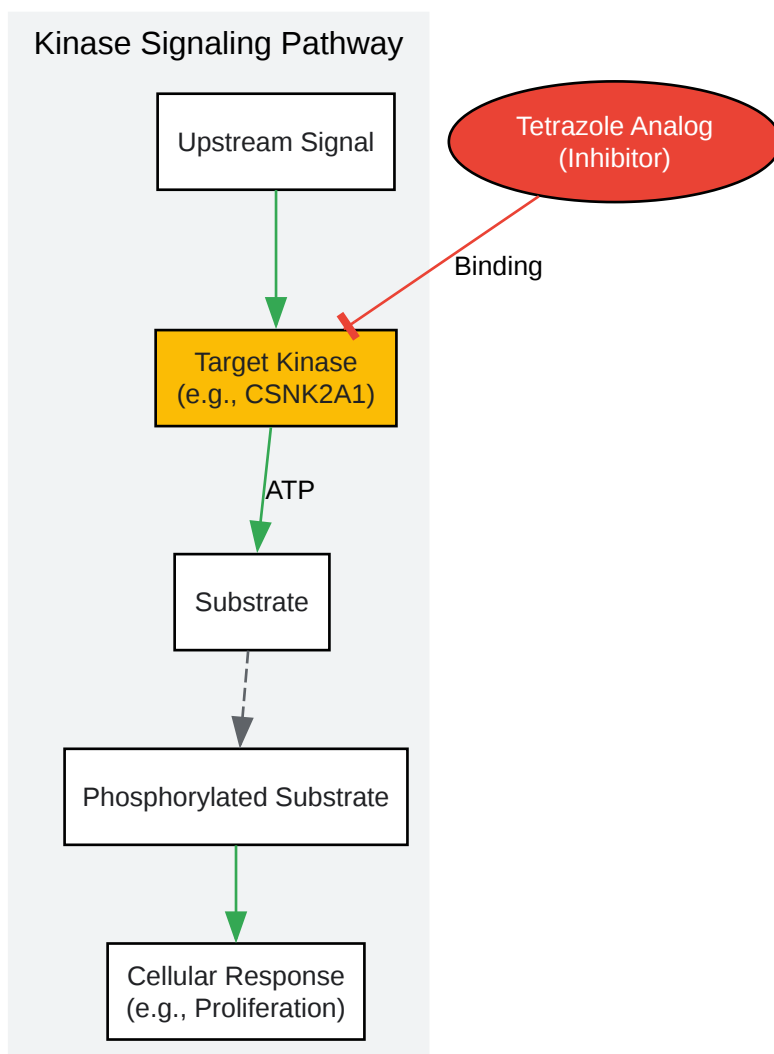 Kinase Signaling Pathway
Upstream Signal
Tetrazole Analog
(Inhibitor)
Binding
Target Kinase
(e.g., CSNK2A1)
ATP
Substrate
Phosphorylated Substrate
Cellular Response
(e.g., Proliferation)